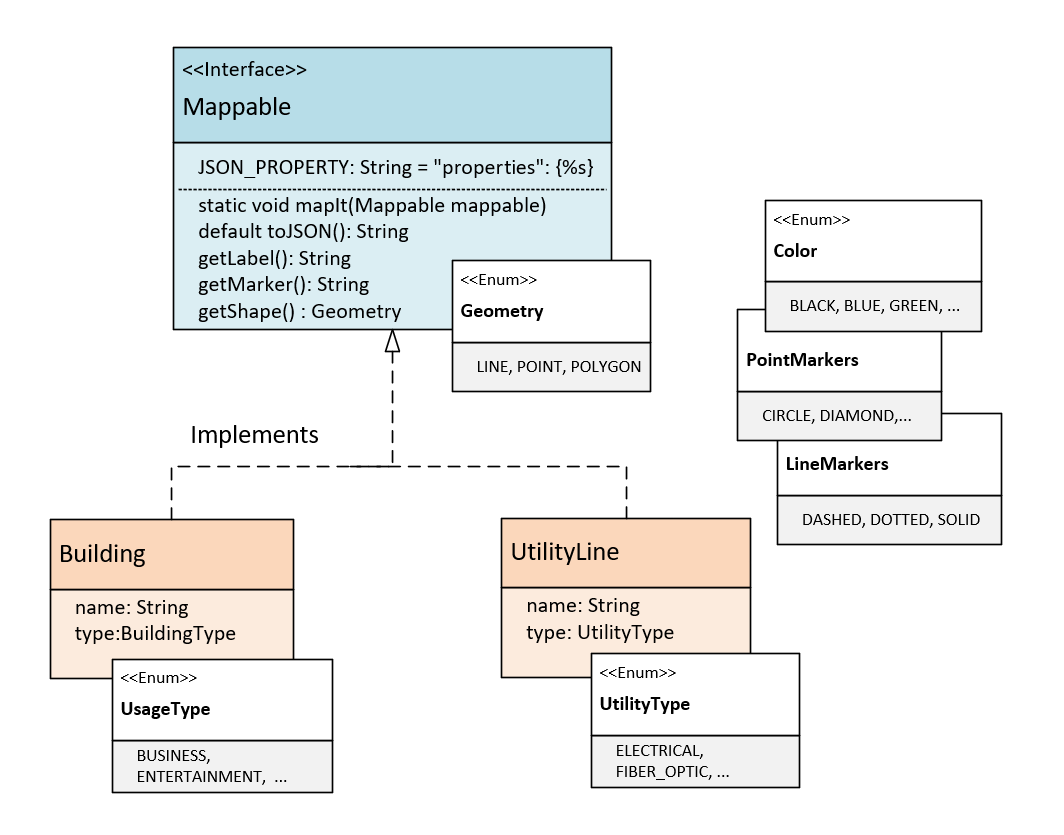 <<Interface>>
Mappable
JSON_PROPERTY: String = "properties": {%s}
static void mapIt(Mappable mappable)
default toJSON(): String
getLabel(): String
getMarker(): String
getShape() : Geometry
<<Enum>>
Geometry
LINE, POINT, POLYGON
<<Enum>>
Color
BLACK, BLUE, GREEN, ...
PointMarkers
CIRCLE, DIAMOND,...
LineMarkers
DASHED, DOTTED, SOLID
Implements
Building
name: String
type:BuildingType
<<Enum>>
UsageType
BUSINESS,
ENTERTAINMENT, ...
UtilityLine
name: String
type: UtilityType
<<Enum>>
UtilityType
ELECTRICAL,
FIBER_OPTIC, ...